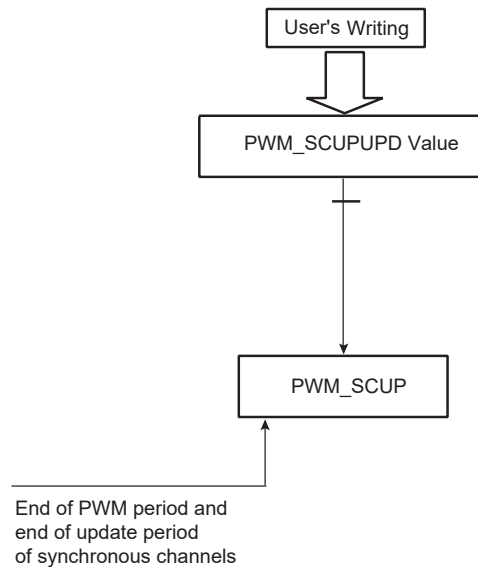 User's Writing
PWM_SCUPUPD Value
PWM_SCUP
End of PWM period and
end of update period
of synchronous channels